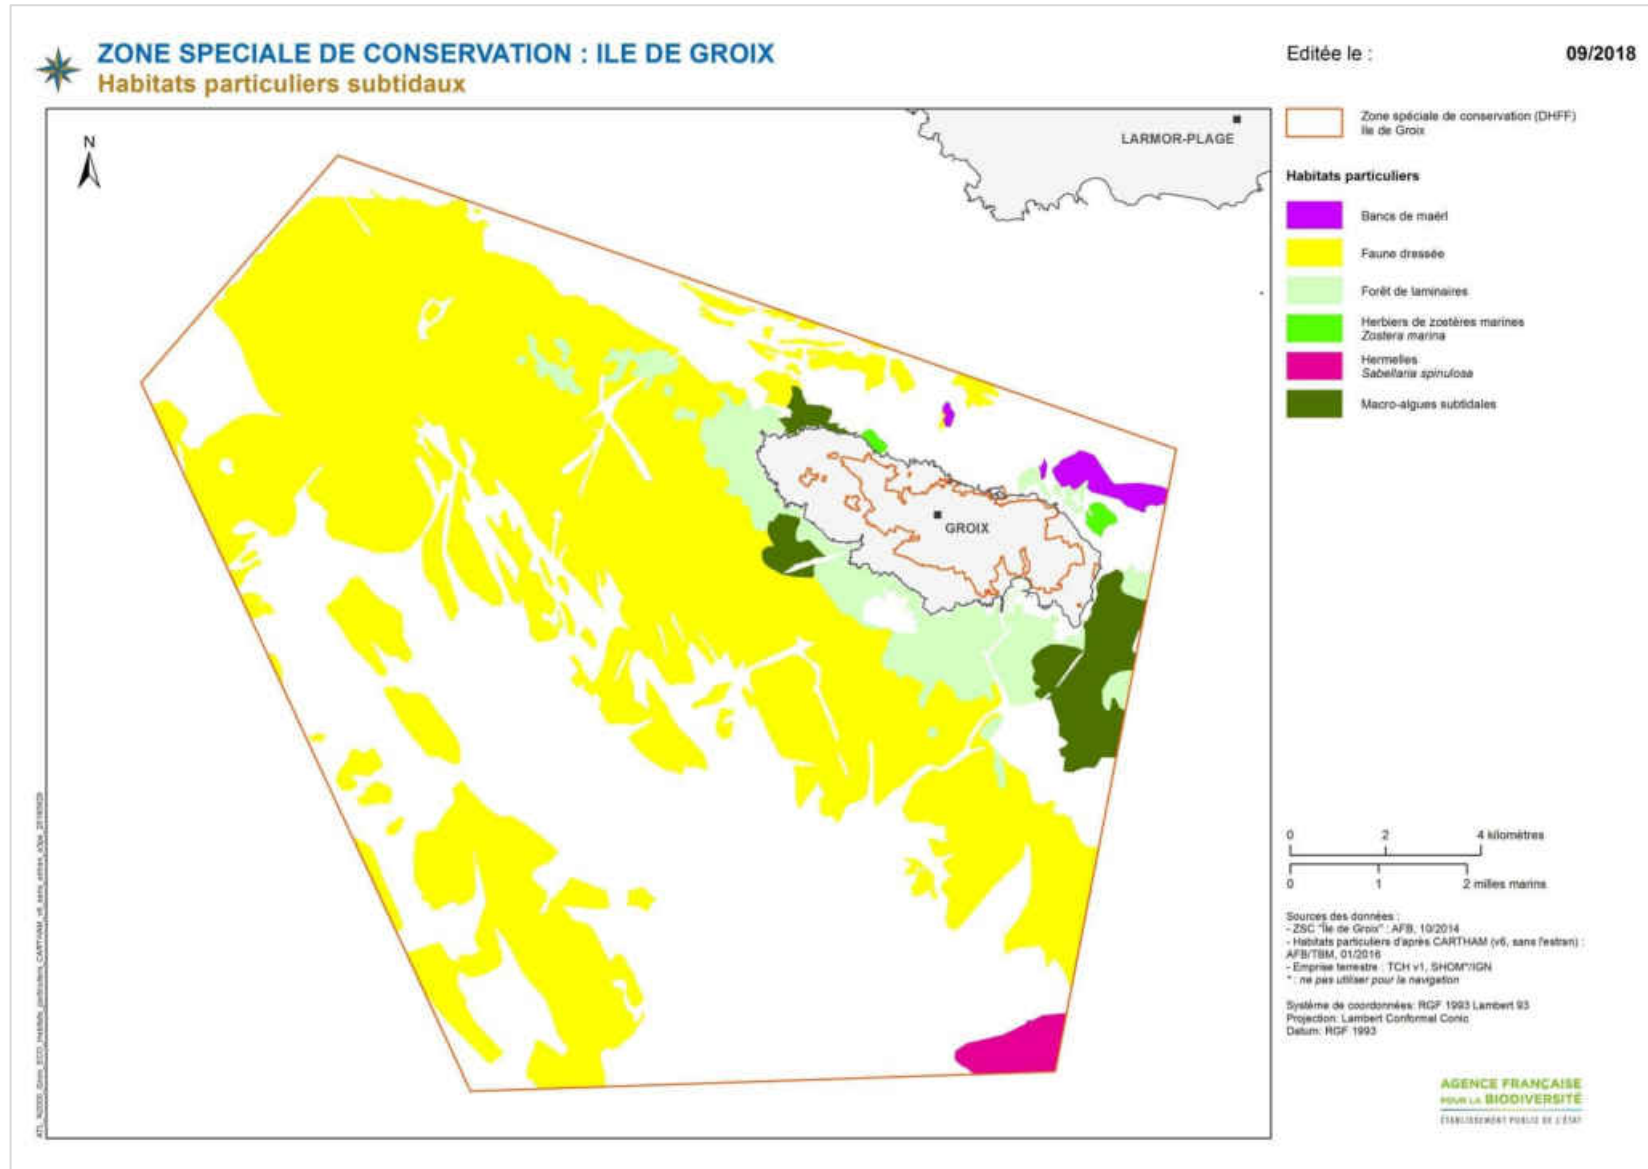 ZONE SPECIALE DE CONSERVATION : ILE DE GROIX
Habitats particuliers subtidaux
Editée le : 09/2018
N
LARMOR-PLAGE
GROIX
Zone spéciale de conservation (DHFF)
Ile de Groix
Habitats particuliers
Bancs de maërl
Faune dressée
Forêt de laminaires
Herbiers de zostères marines
Zostera marina
Hermelles
Sabellaria spinulosa
Macro-algues subtidales
0 2 4 kilomètres
0 1 2 milles marins
Sources des données :
- ZSC "Île de Groix" : AFB, 10/2014
- Habitats particuliers d'après CARTHAM (v6, sans l'estran) :
AFB/TBM, 01/2016
- Emprise terrestre : TCH v1, SHOM*/IGN
* : ne pas utiliser pour la navigation
Système de coordonnées: RGF 1993 Lambert 93
Projection: Lambert Conformal Conic
Datum: RGF 1993
AGENCE FRANÇAISE
POUR LA BIODIVERSITÉ
ÉTABLISSEMENT PUBLIC DE L'ÉTAT